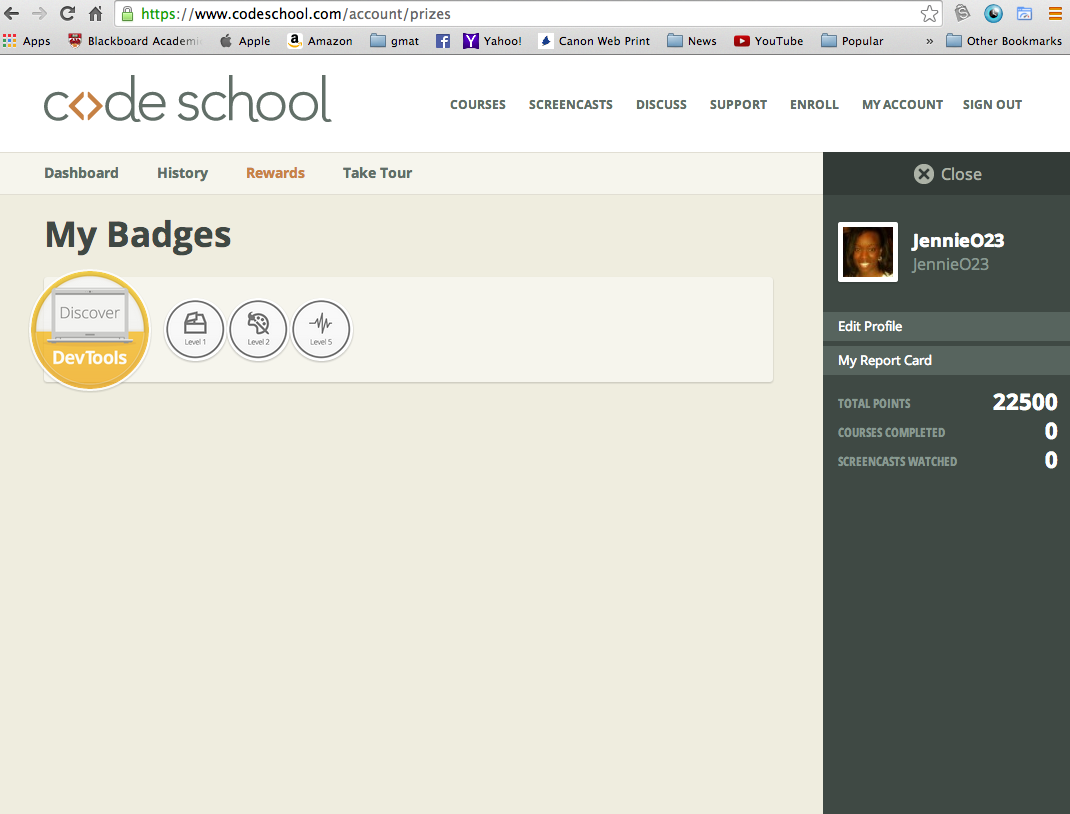 https://www.codeschool.com/account/prizes
Apps Blackboard Academi Apple Amazon gmat Yahoo! Canon Web Print News YouTube Popular » Other Bookmarks
code school
COURSES SCREENCASTS DISCUSS SUPPORT ENROLL MY ACCOUNT SIGN OUT
Dashboard History Rewards Take Tour
Close
My Badges
JennieO23
JennieO23
Discover
DevTools
Level 1
Level 2
Level 5
Edit Profile
My Report Card
TOTAL POINTS 22500
COURSES COMPLETED 0
SCREENCASTS WATCHED 0